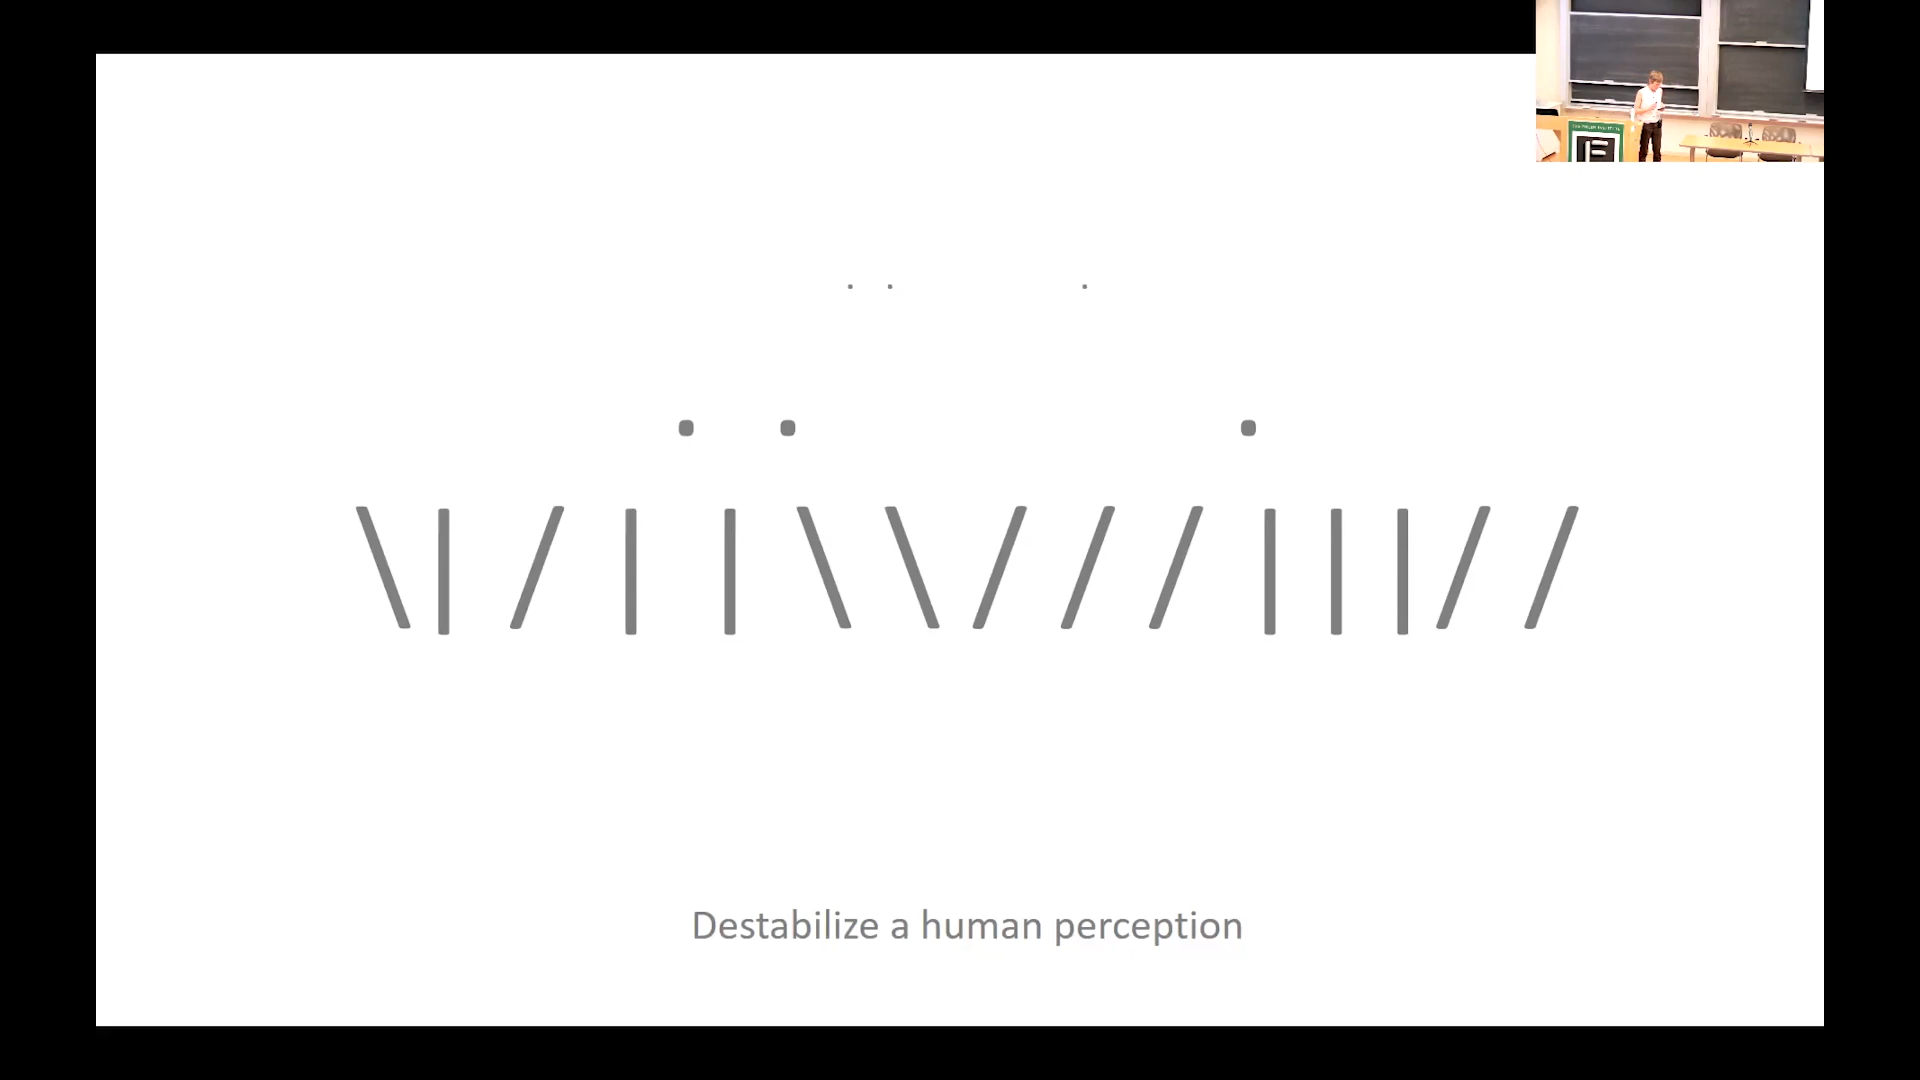 . . .
. . .
\|/||\\///|||//
Destabilize a human perception